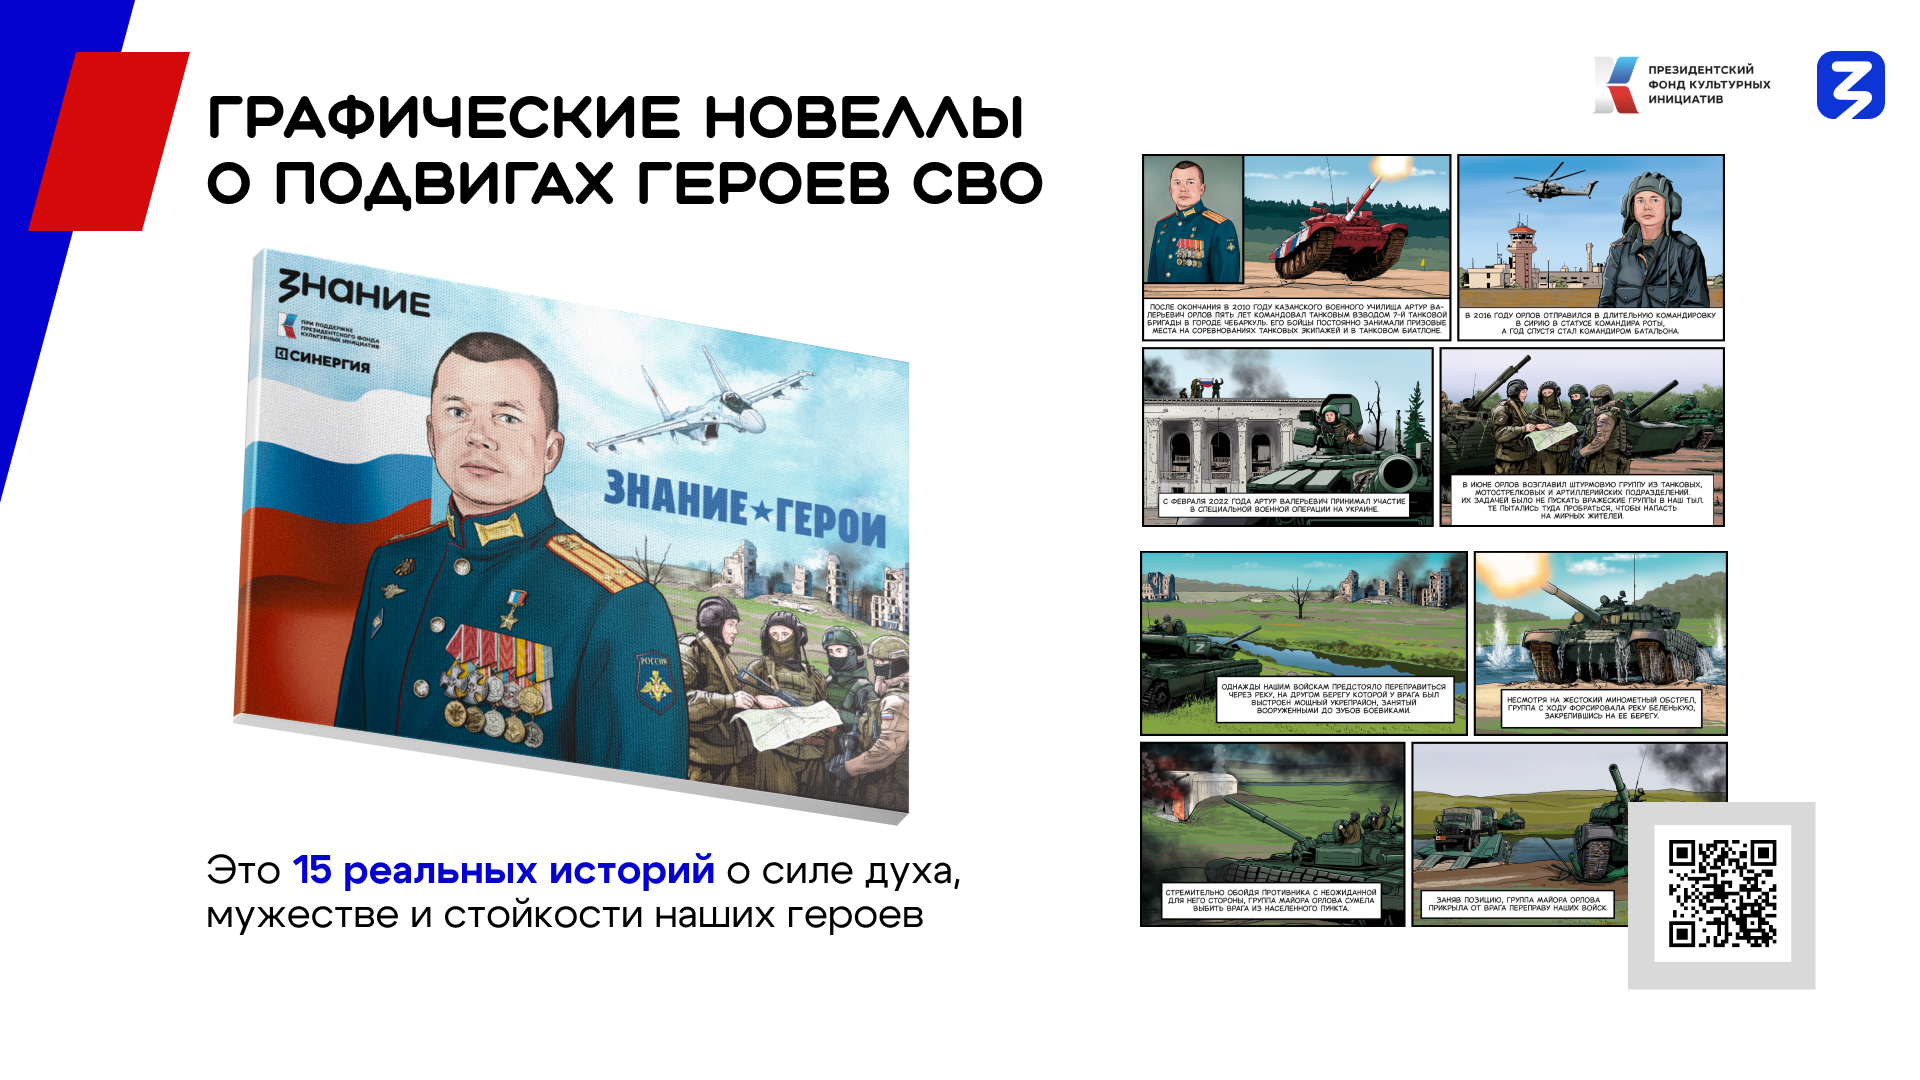 ГРАФИЧЕСКИЕ НОВЕЛЛЫ
О ПОДВИГАХ ГЕРОЕВ СВО
ПРЕЗИДЕНТСКИЙ
ФОНД КУЛЬТУРНЫХ
ИНИЦИАТИВ
ЗНАНИЕ
ПРИ ПОДДЕРЖКЕ
ПРЕЗИДЕНТСКОГО ФОНДА
КУЛЬТУРНЫХ ИНИЦИАТИВ
СИНЕРГИЯ
ЗНАНИЕ★ГЕРОИ
РОССИЯ
Это 15 реальных историй о силе духа,
мужестве и стойкости наших героев
ПОСЛЕ ОКОНЧАНИЯ В 2010 ГОДУ КАЗАНСКОГО ВОЕННОГО УЧИЛИЩА АРТУР ВА-
ЛЕРЬЕВИЧ ОРЛОВ ПЯТЬ ЛЕТ КОМАНДОВАЛ ТАНКОВЫМ ВЗВОДОМ 7-Й ТАНКОВОЙ
БРИГАДЫ В ГОРОДЕ ЧЕБАРКУЛЬ. ЕГО БОЙЦЫ ПОСТОЯННО ЗАНИМАЛИ ПРИЗОВЫЕ
МЕСТА НА СОРЕВНОВАНИЯХ ТАНКОВЫХ ЭКИПАЖЕЙ И В ТАНКОВОМ БИАТЛОНЕ.
В 2016 ГОДУ ОРЛОВ ОТПРАВИЛСЯ В ДЛИТЕЛЬНУЮ КОМАНДИРОВКУ
В СИРИЮ В СТАТУСЕ КОМАНДИРА РОТЫ,
А ГОД СПУСТЯ СТАЛ КОМАНДИРОМ БАТАЛЬОНА.
С ФЕВРАЛЯ 2022 ГОДА АРТУР ВАЛЕРЬЕВИЧ ПРИНИМАЛ УЧАСТИЕ
В СПЕЦИАЛЬНОЙ ВОЕННОЙ ОПЕРАЦИИ НА УКРАИНЕ.
В ИЮНЕ ОРЛОВ ВОЗГЛАВИЛ ШТУРМОВУЮ ГРУППУ ИЗ ТАНКОВЫХ,
МОТОСТРЕЛКОВЫХ И АРТИЛЛЕРИЙСКИХ ПОДРАЗДЕЛЕНИЙ.
ИХ ЗАДАЧЕЙ БЫЛО НЕ ПУСКАТЬ ВРАЖЕСКИЕ ГРУППЫ В НАШ ТЫЛ.
ТЕ ПЫТАЛИСЬ ТУДА ПРОБРАТЬСЯ, ЧТОБЫ НАПАСТЬ
НА МИРНЫХ ЖИТЕЛЕЙ.
Z
ОДНАЖДЫ НАШИМ ВОЙСКАМ ПРЕДСТОЯЛО ПЕРЕПРАВИТЬСЯ
ЧЕРЕЗ РЕКУ, НА ДРУГОМ БЕРЕГУ КОТОРОЙ У ВРАГА БЫЛ
ВЫСТРОЕН МОЩНЫЙ УКРЕПРАЙОН, ЗАНЯТЫЙ
ВООРУЖЕННЫМИ ДО ЗУБОВ БОЕВИКАМИ.
НЕСМОТРЯ НА ЖЕСТОКИЙ МИНОМЕТНЫЙ ОБСТРЕЛ,
ГРУППА С ХОДУ ФОРСИРОВАЛА РЕКУ БЕЛЕНЬКУЮ,
ЗАКРЕПИВШИСЬ НА ЕЕ БЕРЕГУ.
СТРЕМИТЕЛЬНО ОБОЙДЯ ПРОТИВНИКА С НЕОЖИДАННОЙ
ДЛЯ НЕГО СТОРОНЫ, ГРУППА МАЙОРА ОРЛОВА СУМЕЛА
ВЫБИТЬ ВРАГА ИЗ НАСЕЛЕННОГО ПУНКТА.
ЗАНЯВ ПОЗИЦИЮ, ГРУППА МАЙОРА ОРЛОВА
ПРИКРЫЛА ОТ ВРАГА ПЕРЕПРАВУ НАШИХ ВОЙСК.